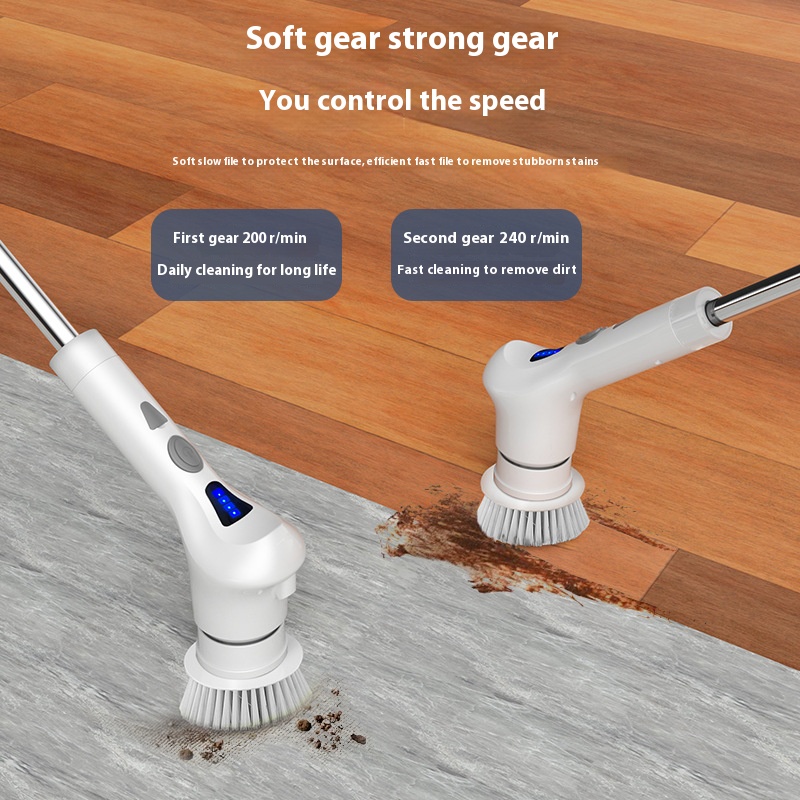 Soft gear strong gear
You control the speed
Soft slow file to protect the surface, efficient fast file to remove stubborn stains
First gear 200 r/min
Daily cleaning for long life
Second gear 240 r/min
Fast cleaning to remove dirt